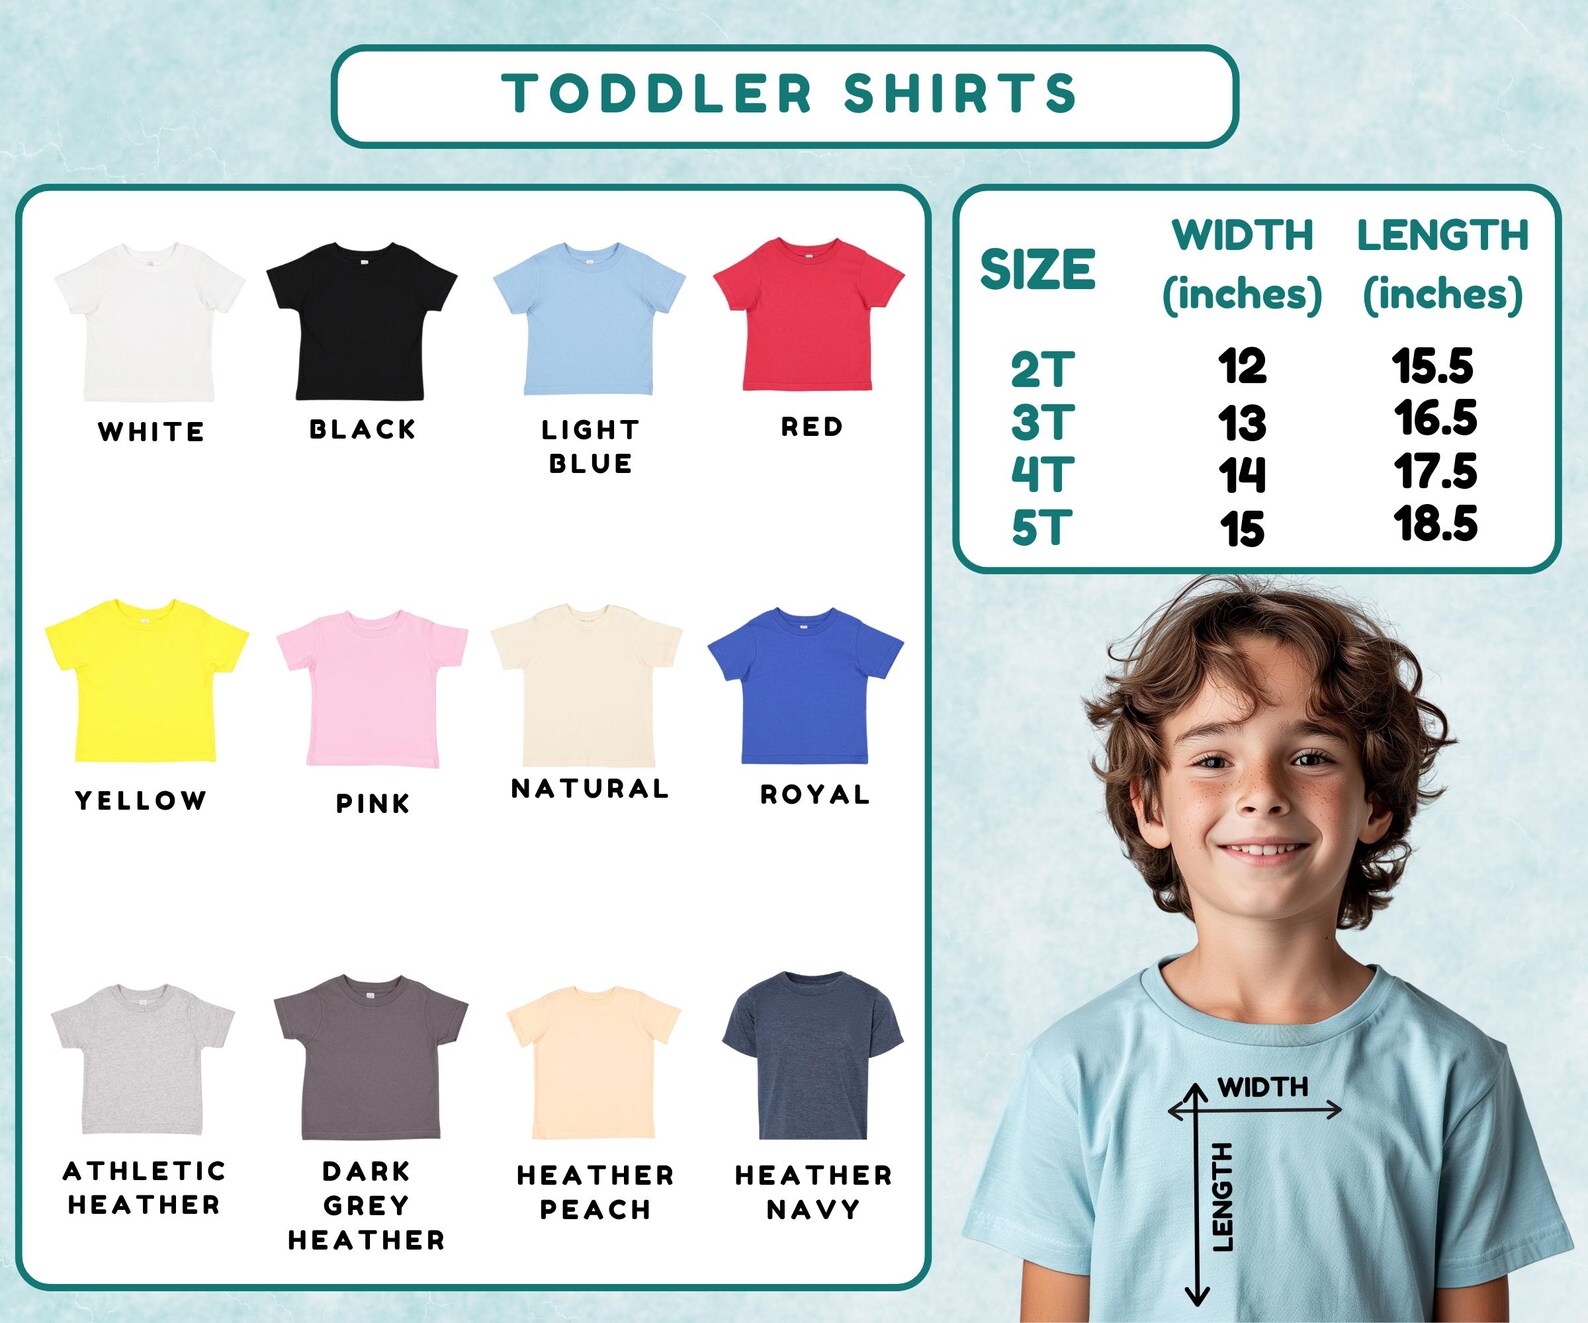 TODDLER SHIRTS
WHITE
BLACK
LIGHT
BLUE
RED
YELLOW
PINK
NATURAL
ROYAL
ATHLETIC
HEATHER
DARK
GREY
HEATHER
HEATHER
PEACH
HEATHER
NAVY
SIZE WIDTH (inches) LENGTH (inches)
2T 12 15.5
3T 13 16.5
4T 14 17.5
5T 15 18.5
WIDTH
LENGTH